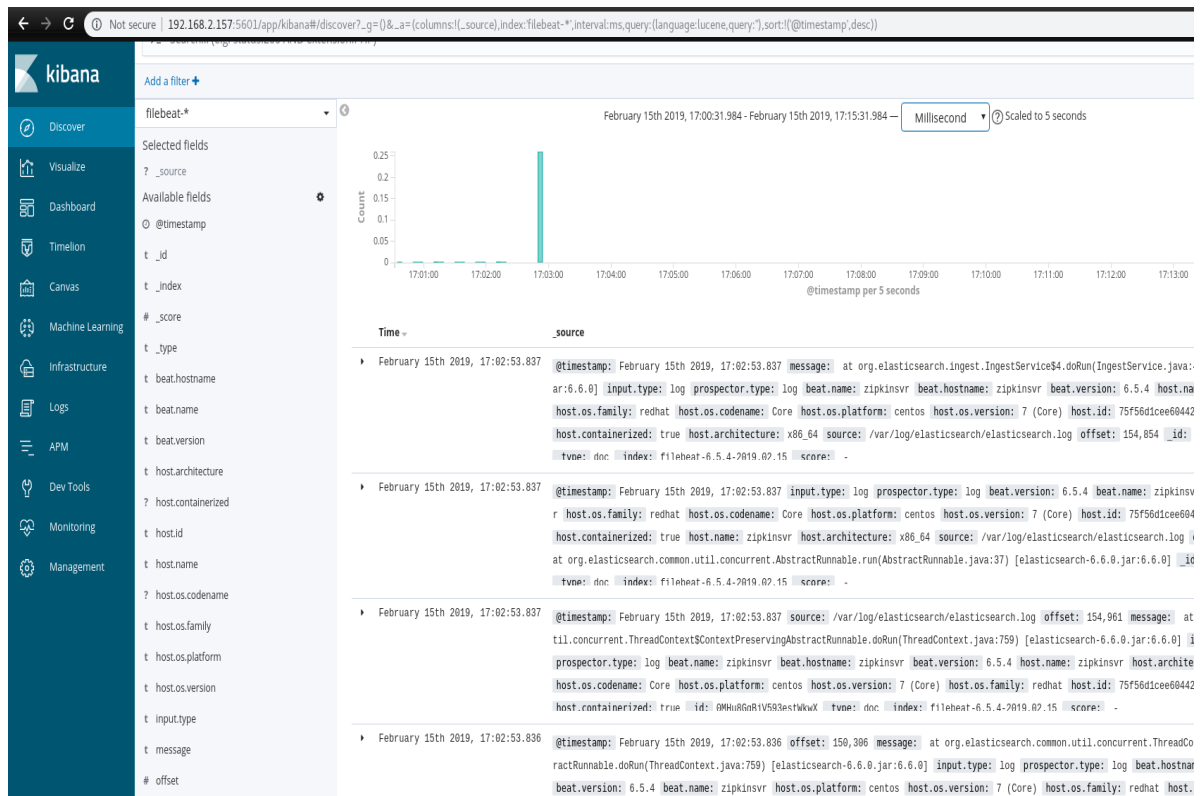 Not secure | 192.168.2.157:5601/app/kibana#/discover?_g=()&_a=(columns:!(_source),index:'filebeat-*',interval:ms,query:(language:lucene,query:''),sort:!('@timestamp',desc))
kibana
Discover
Visualize
Dashboard
Timelion
Canvas
Machine Learning
Infrastructure
Logs
APM
Dev Tools
Monitoring
Management
Add a filter +
filebeat-*
Selected fields
? _source
Available fields
@timestamp
t _id
t _index
# _score
t _type
t beat.hostname
t beat.name
t beat.version
t host.architecture
? host.containerized
t host.id
t host.name
? host.os.codename
t host.os.family
t host.os.platform
t host.os.version
t input.type
t message
# offset
February 15th 2019, 17:00:31.984 - February 15th 2019, 17:15:31.984 — Millisecond Scaled to 5 seconds
Count
0.25
0.2
0.15
0.1
0.05
0
17:01:00 17:02:00 17:03:00 17:04:00 17:05:00 17:06:00 17:07:00 17:08:00 17:09:00 17:10:00 17:11:00 17:12:00 17:13:00
@timestamp per 5 seconds
Time _source
February 15th 2019, 17:02:53.837 @timestamp: February 15th 2019, 17:02:53.837 message: at org.elasticsearch.ingest.IngestService$4.doRun(IngestService.java:
ar:6.6.0] input.type: log prospector.type: log beat.name: zipkinsvr beat.hostname: zipkinsvr beat.version: 6.5.4 host.na
host.os.family: redhat host.os.codename: Core host.os.platform: centos host.os.version: 7 (Core) host.id: 75f56d1cee60442
host.containerized: true host.architecture: x86_64 source: /var/log/elasticsearch/elasticsearch.log offset: 154,854 _id:
_type: doc _index: filebeat-6.5.4-2019.02.15 _score: -
February 15th 2019, 17:02:53.837 @timestamp: February 15th 2019, 17:02:53.837 input.type: log prospector.type: log beat.version: 6.5.4 beat.name: zipkinsv
r host.os.family: redhat host.os.codename: Core host.os.platform: centos host.os.version: 7 (Core) host.id: 75f56d1cee604
host.containerized: true host.name: zipkinsvr host.architecture: x86_64 source: /var/log/elasticsearch/elasticsearch.log
at org.elasticsearch.common.util.concurrent.AbstractRunnable.run(AbstractRunnable.java:37) [elasticsearch-6.6.0.jar:6.6.0] _id
_type: doc _index: filebeat-6.5.4-2019.02.15 _score: -
February 15th 2019, 17:02:53.837 @timestamp: February 15th 2019, 17:02:53.837 source: /var/log/elasticsearch/elasticsearch.log offset: 154,961 message: at
til.concurrent.ThreadContext$ContextPreservingAbstractRunnable.doRun(ThreadContext.java:759) [elasticsearch-6.6.0.jar:6.6.0] i
prospector.type: log beat.name: zipkinsvr beat.hostname: zipkinsvr beat.version: 6.5.4 host.name: zipkinsvr host.archite
host.os.codename: Core host.os.platform: centos host.os.version: 7 (Core) host.os.family: redhat host.id: 75f56d1cee60442
host.containerized: true _id: _type: doc _index: filebeat-6.5.4-2019.02.15 _score: -
February 15th 2019, 17:02:53.836 @timestamp: February 15th 2019, 17:02:53.836 offset: 150,306 message: at org.elasticsearch.common.util.concurrent.ThreadCo
ractRunnable.doRun(ThreadContext.java:759) [elasticsearch-6.6.0.jar:6.6.0] input.type: log prospector.type: log beat.hostnam
beat.version: 6.5.4 beat.name: zipkinsvr host.os.platform: centos host.os.version: 7 (Core) host.os.family: redhat host.